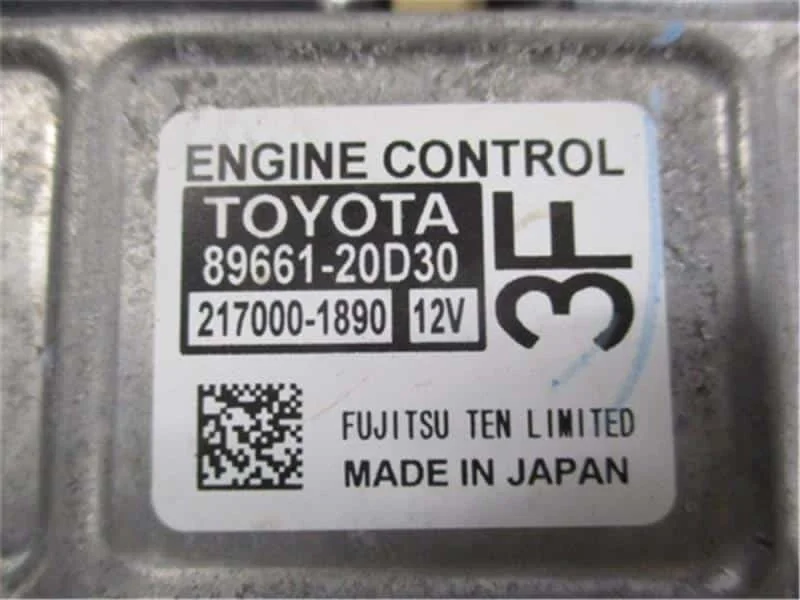 ENGINE CONTROL
TOYOTA
89661-20D30
217000-1890 12V
3F
FUJITSU TEN LIMITED
MADE IN JAPAN